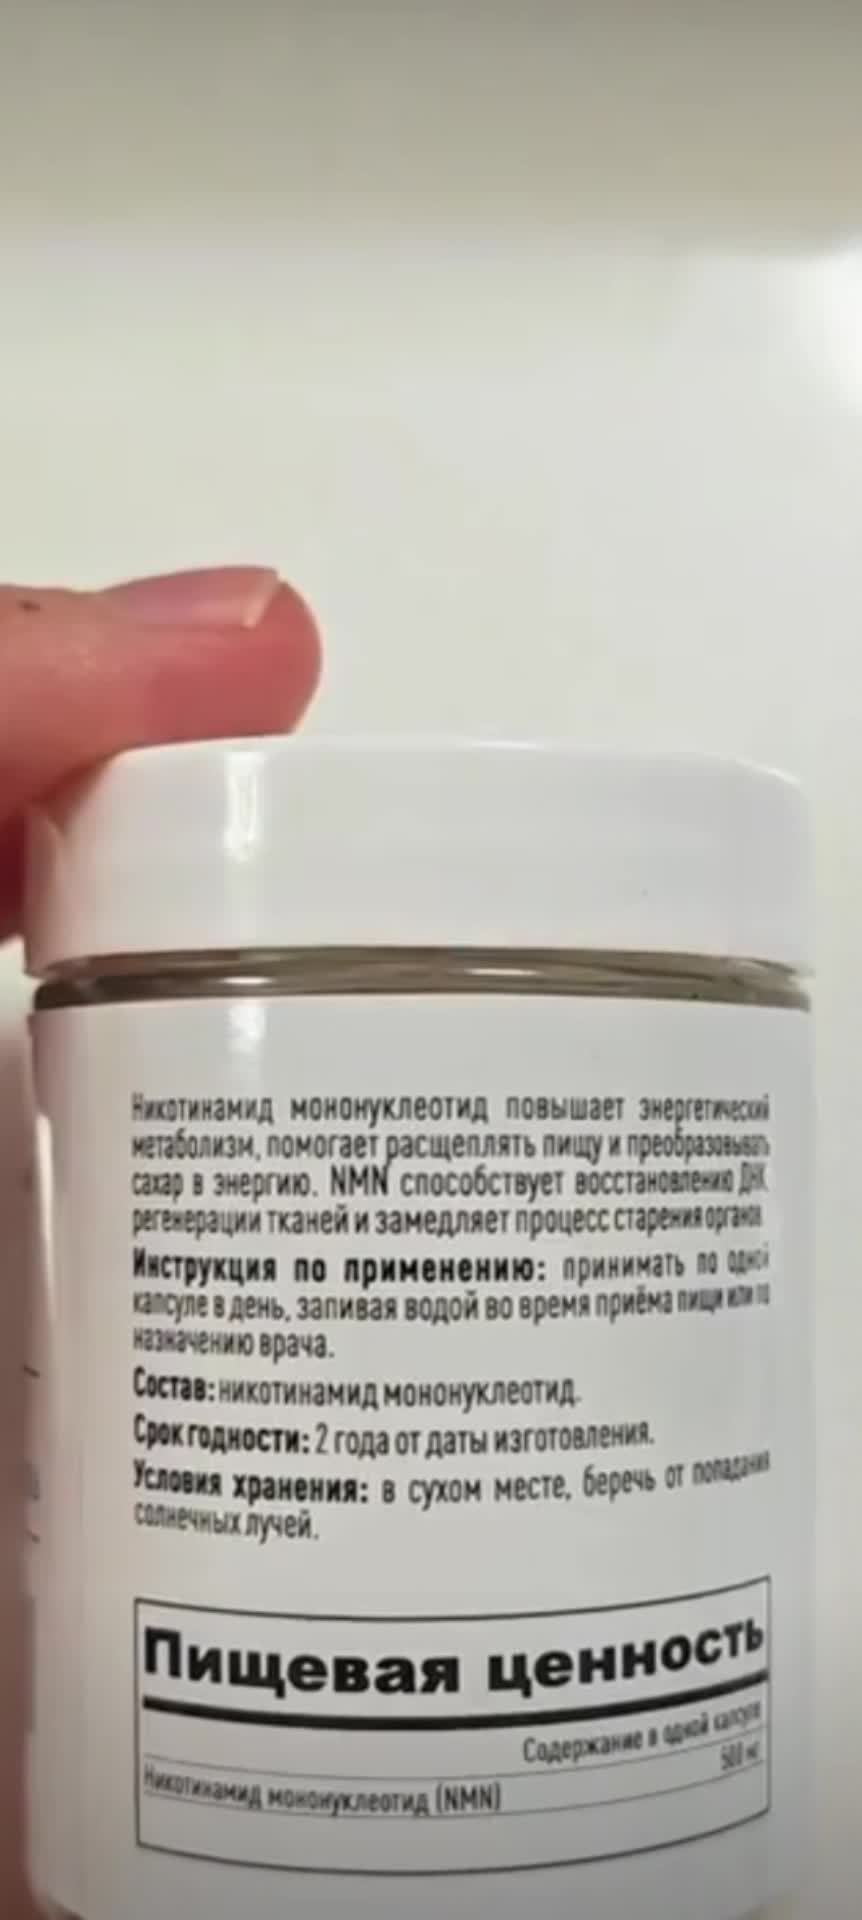 Никотинамид мононуклеотид повышает энергетический
метаболизм, помогает расщеплять пищу и преобразовывать
сахар в энергию. NMN способствует восстановлению ДНК,
регенерации тканей и замедляет процесс старения органов.
Инструкция по применению: принимать по одной
капсуле в день, запивая водой во время приёма пищи или по
назначению врача.
Состав: никотинамид мононуклеотид.
Срок годности: 2 года от даты изготовления.
Условия хранения: в сухом месте, беречь от попадания
солнечных лучей.
Пищевая ценность
Содержание в одной капсуле
Никотинамид мононуклеотид (NMN) 500 мг